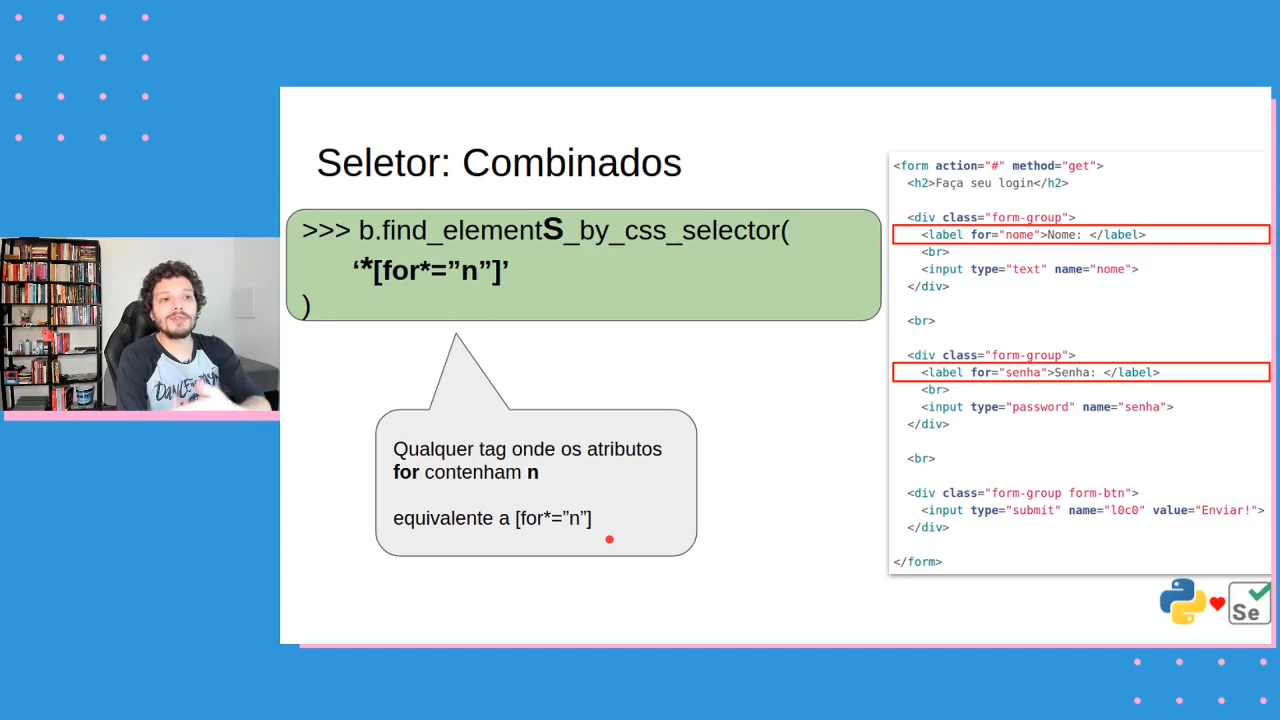 Seletor: Combinados
>>> b.find_elementS_by_css_selector(
‘*[for*=”n”]’
)
Qualquer tag onde os atributos
for contenham n
equivalente a [for*=”n”]
<form action="#" method="get">
<h2>Faça seu login</h2>
<div class="form-group">
<label for="nome">Nome: </label>
<br>
<input type="text" name="nome">
</div>
<br>
<div class="form-group">
<label for="senha">Senha: </label>
<br>
<input type="password" name="senha">
</div>
<br>
<div class="form-group form-btn">
<input type="submit" name="l0c0" value="Enviar!">
</div>
</form>
Se